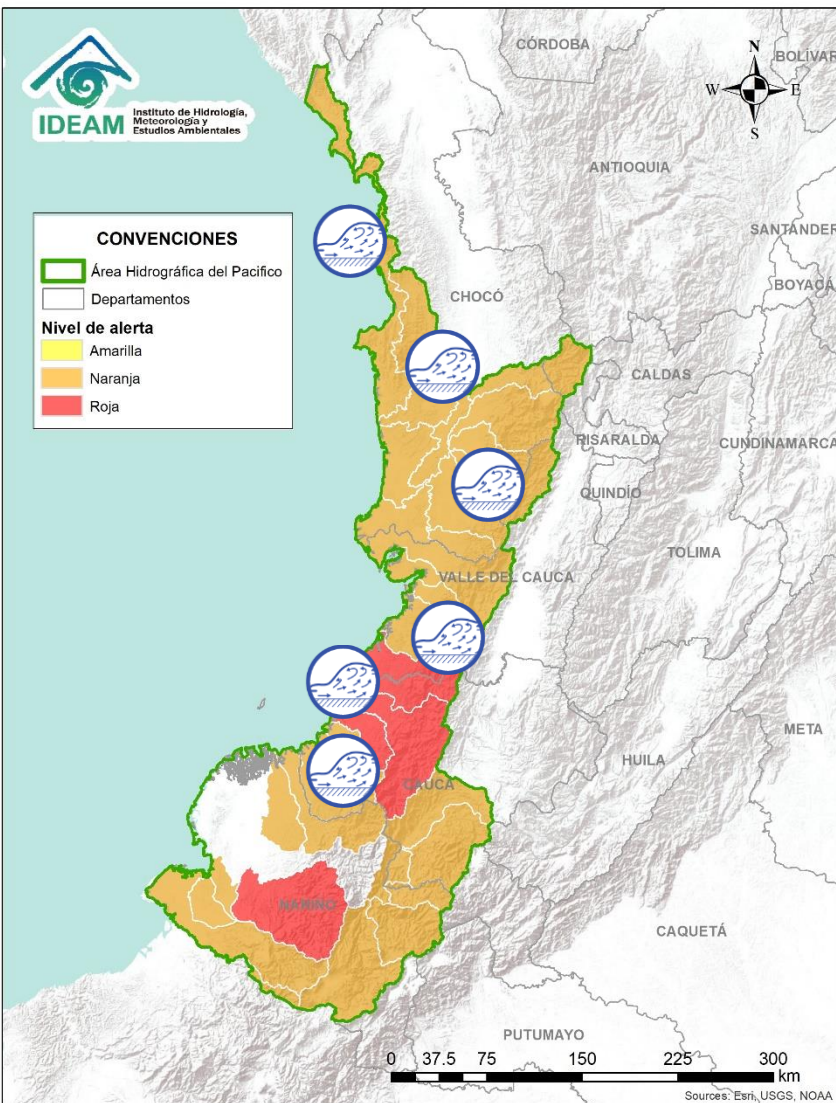 IDEAM
Instituto de Hidrología,
Meteorología y
Estudios Ambientales
CÓRDOBA
BOLÍVAR
N
W
E
S
ANTIOQUIA
SANTANDER
BOYACÁ
CONVENCIONES
Área Hidrográfica del Pacifico
Departamentos
Nivel de alerta
Amarilla
Naranja
Roja
CHOCÓ
CALDAS
RISARALDA
CUNDINAMARCA
QUINDÍO
TOLIMA
VALLE DEL CAUCA
META
HUILA
CAUCA
NARIÑO
CAQUETÁ
PUTUMAYO
0 37.5 75 150 225 300
km
Sources: Esri, USGS, NOAA